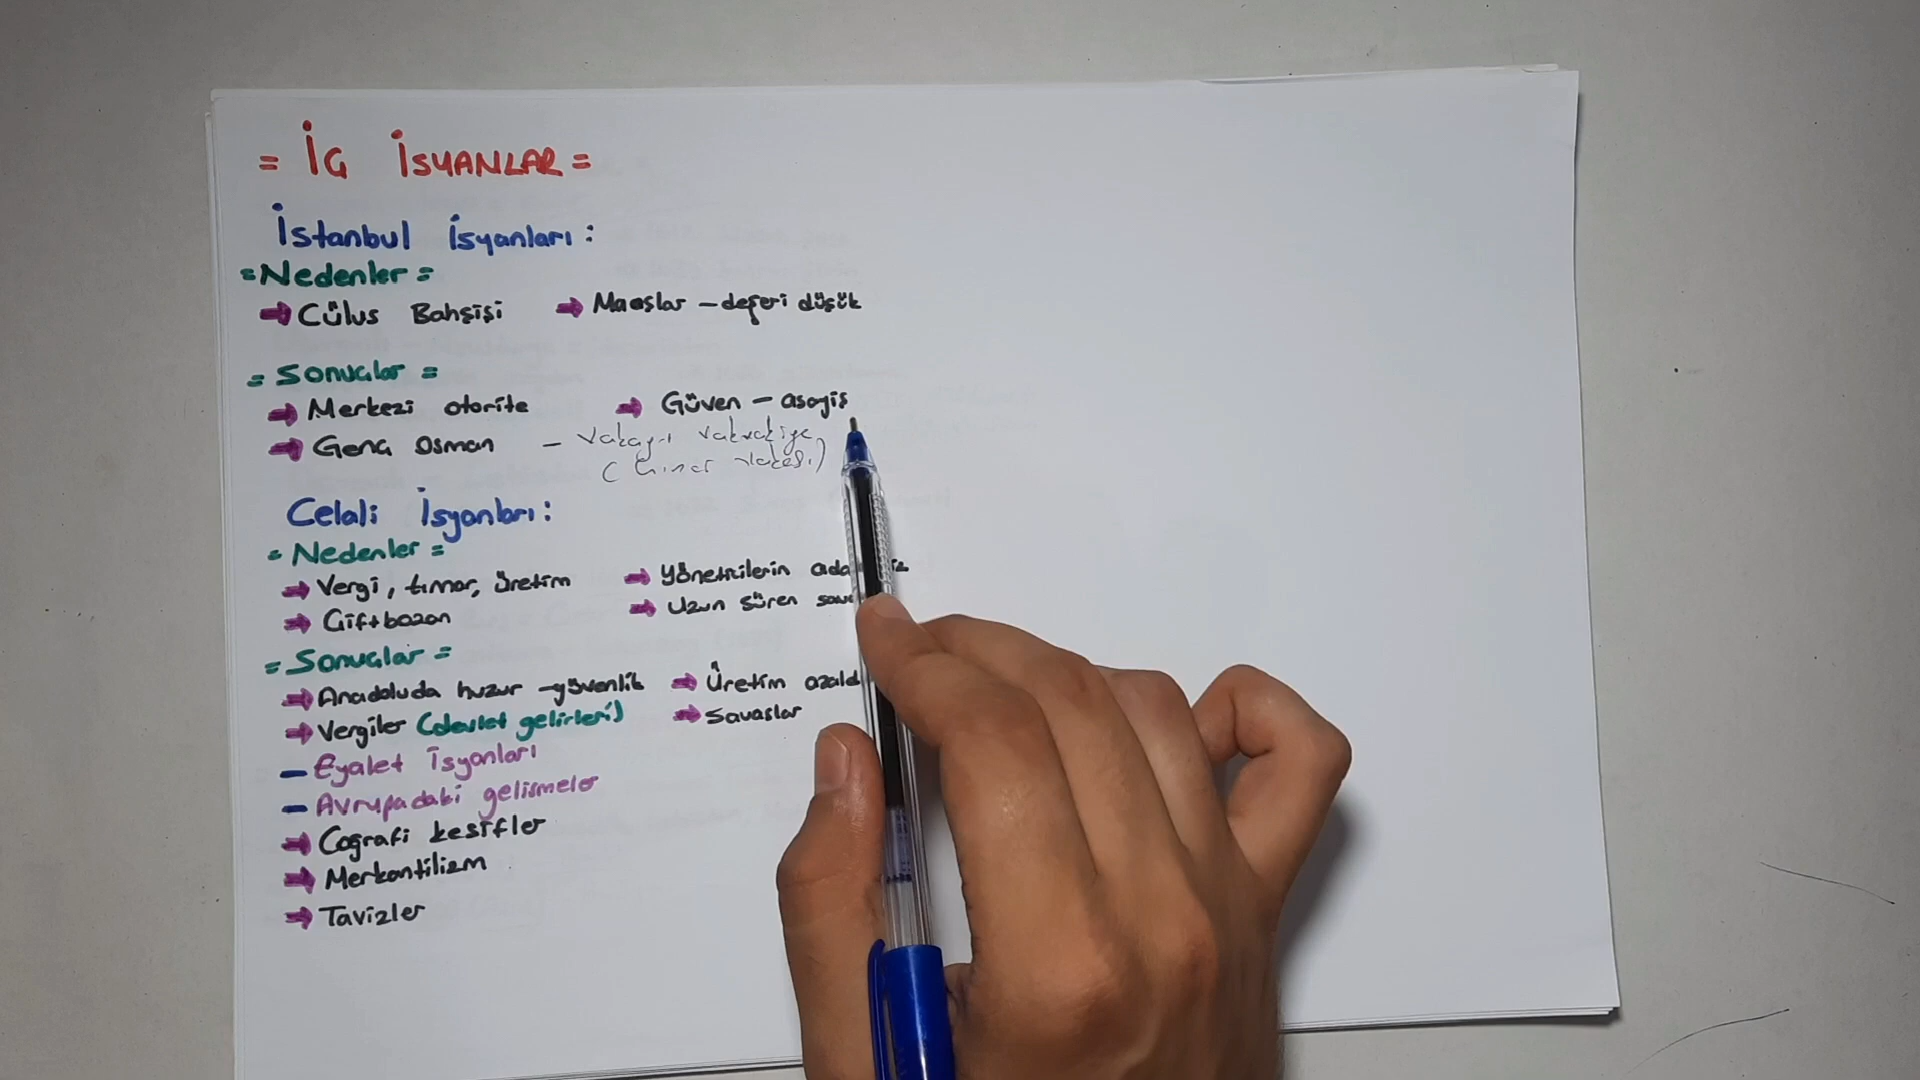 = İÇ İSYANLAR =
İstanbul İsyanları :
= Nedenler =
➡ Cülus Bahşişi ➡ Maaşlar – değeri düşük
= Sonuçlar =
➡ Merkezi otorite ➡ Güven – asayiş
➡ Genç Osman – Vakayı vakvakiye
( Çınar vakası )
Celali İsyanları :
= Nedenler =
➡ Vergi , tımar, üretim ➡ Yöneticilerin
➡ Çiftbozan ➡ Uzun süren
= Sonuçlar =
➡ Anadoluda huzur – güvenlik ➡ Üretim azald
➡ Vergiler (devlet gelirleri) ➡ Savaşlar
– Eyalet İsyanları
– Avrupadaki gelişmeler
➡ Coğrafi keşifler
➡ Merkantilizm
➡ Tavizler